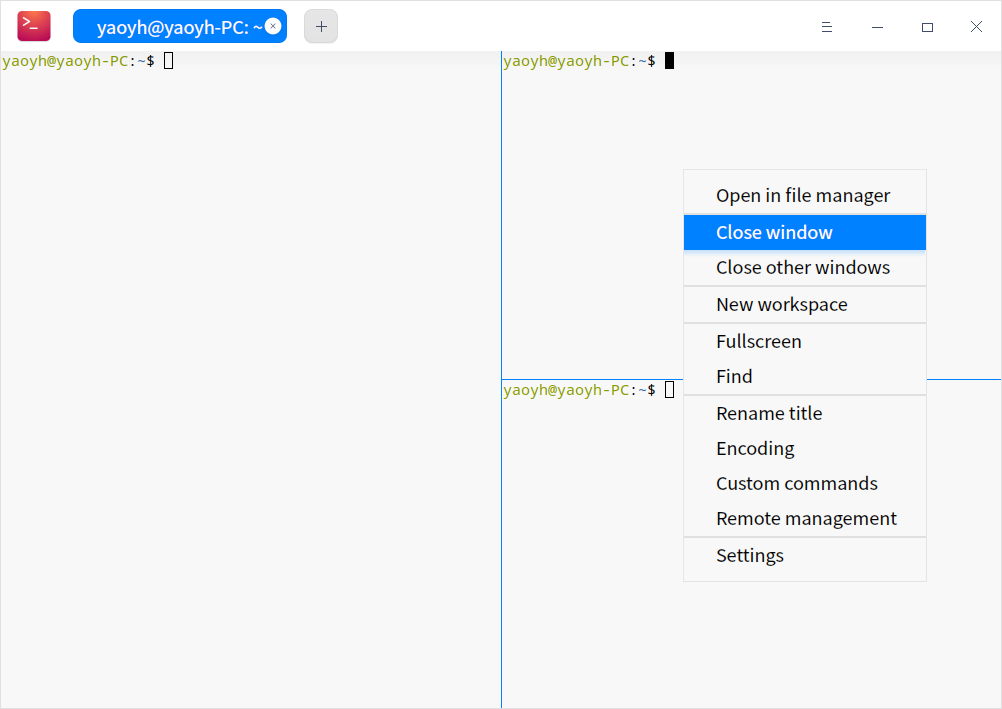 yaoyh@yaoyh-PC: ~
yaoyh@yaoyh-PC:~$
yaoyh@yaoyh-PC:~$
Open in file manager
Close window
Close other windows
New workspace
Fullscreen
Find
yaoyh@yaoyh-PC:~$
Rename title
Encoding
Custom commands
Remote management
Settings